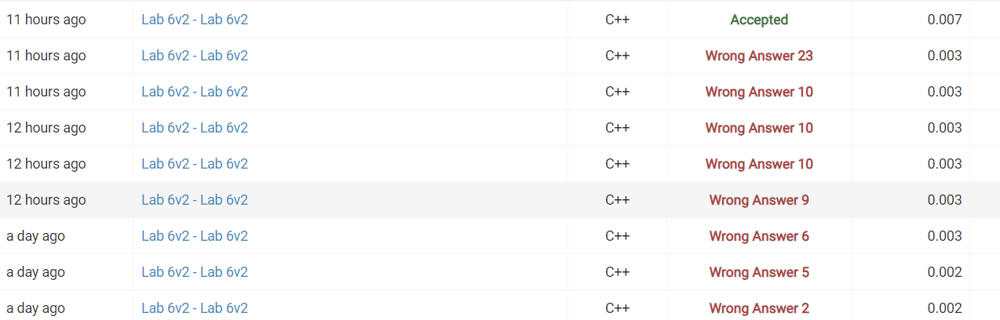 11 hours ago Lab 6v2 - Lab 6v2 C++ Accepted 0.007
11 hours ago Lab 6v2 - Lab 6v2 C++ Wrong Answer 23 0.003
11 hours ago Lab 6v2 - Lab 6v2 C++ Wrong Answer 10 0.003
12 hours ago Lab 6v2 - Lab 6v2 C++ Wrong Answer 10 0.003
12 hours ago Lab 6v2 - Lab 6v2 C++ Wrong Answer 10 0.003
12 hours ago Lab 6v2 - Lab 6v2 C++ Wrong Answer 9 0.003
a day ago Lab 6v2 - Lab 6v2 C++ Wrong Answer 6 0.003
a day ago Lab 6v2 - Lab 6v2 C++ Wrong Answer 5 0.002
a day ago Lab 6v2 - Lab 6v2 C++ Wrong Answer 2 0.002